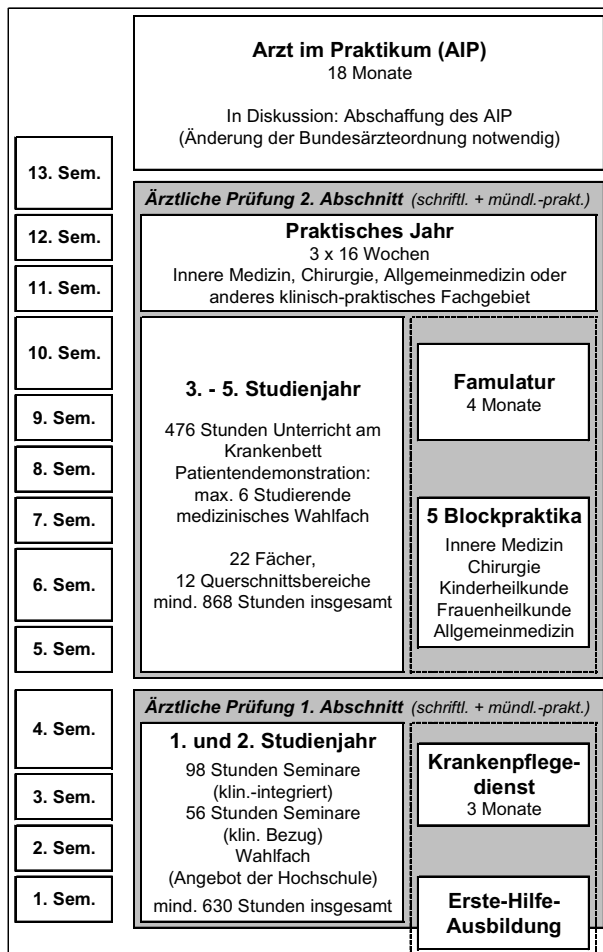 Arzt im Praktikum (AIP)
18 Monate
In Diskussion: Abschaffung des AIP
(Änderung der Bundesärzteordnung notwendig)
13. Sem.
12. Sem.
11. Sem.
10. Sem.
9. Sem.
8. Sem.
7. Sem.
6. Sem.
5. Sem.
4. Sem.
3. Sem.
2. Sem.
1. Sem.
Ärztliche Prüfung 2. Abschnitt (schriftl. + mündl.-prakt.)
Praktisches Jahr
3 x 16 Wochen
Innere Medizin, Chirurgie, Allgemeinmedizin oder
anderes klinisch-praktisches Fachgebiet
3. - 5. Studienjahr
476 Stunden Unterricht am
Krankenbett
Patientendemonstration:
max. 6 Studierende
medizinisches Wahlfach
22 Fächer,
12 Querschnittsbereiche
mind. 868 Stunden insgesamt
Famulatur
4 Monate
5 Blockpraktika
Innere Medizin
Chirurgie
Kinderheilkunde
Frauenheilkunde
Allgemeinmedizin
Ärztliche Prüfung 1. Abschnitt (schriftl. + mündl.-prakt.)
1. und 2. Studienjahr
98 Stunden Seminare
(klin.-integriert)
56 Stunden Seminare
(klin. Bezug)
Wahlfach
(Angebot der Hochschule)
mind. 630 Stunden insgesamt
Krankenpflege-
dienst
3 Monate
Erste-Hilfe-
Ausbildung